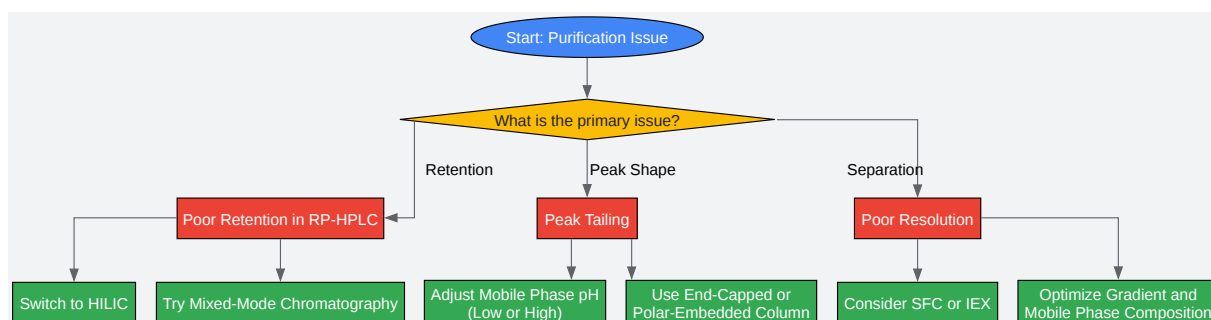 Start: Purification Issue
What is the primary issue?
Retention
Peak Shape
Separation
Poor Retention in RP-HPLC
Peak Tailing
Poor Resolution
Switch to HILIC
Try Mixed-Mode Chromatography
Adjust Mobile Phase pH
(Low or High)
Use End-Capped or
Polar-Embedded Column
Consider SFC or IEX
Optimize Gradient and
Mobile Phase Composition